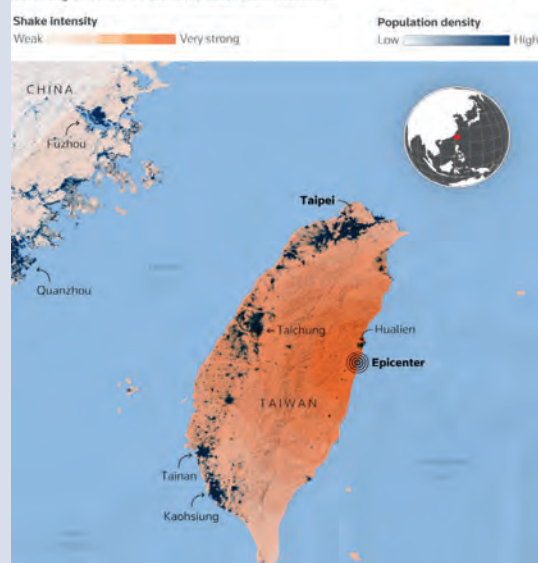 Shake intensity
Population density
Weak
Very strong
Low
High
CHINA
Fuzhou
Taipei
Quanzhou
Taichung
Hualien
Epicenter
TAIWAN
Tainan
Kaohsiung